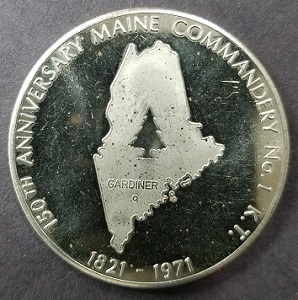 150TH ANNIVERSARY MAINE COMMANDERY No. 1 K.T.
GARDINER
1821 - 1971